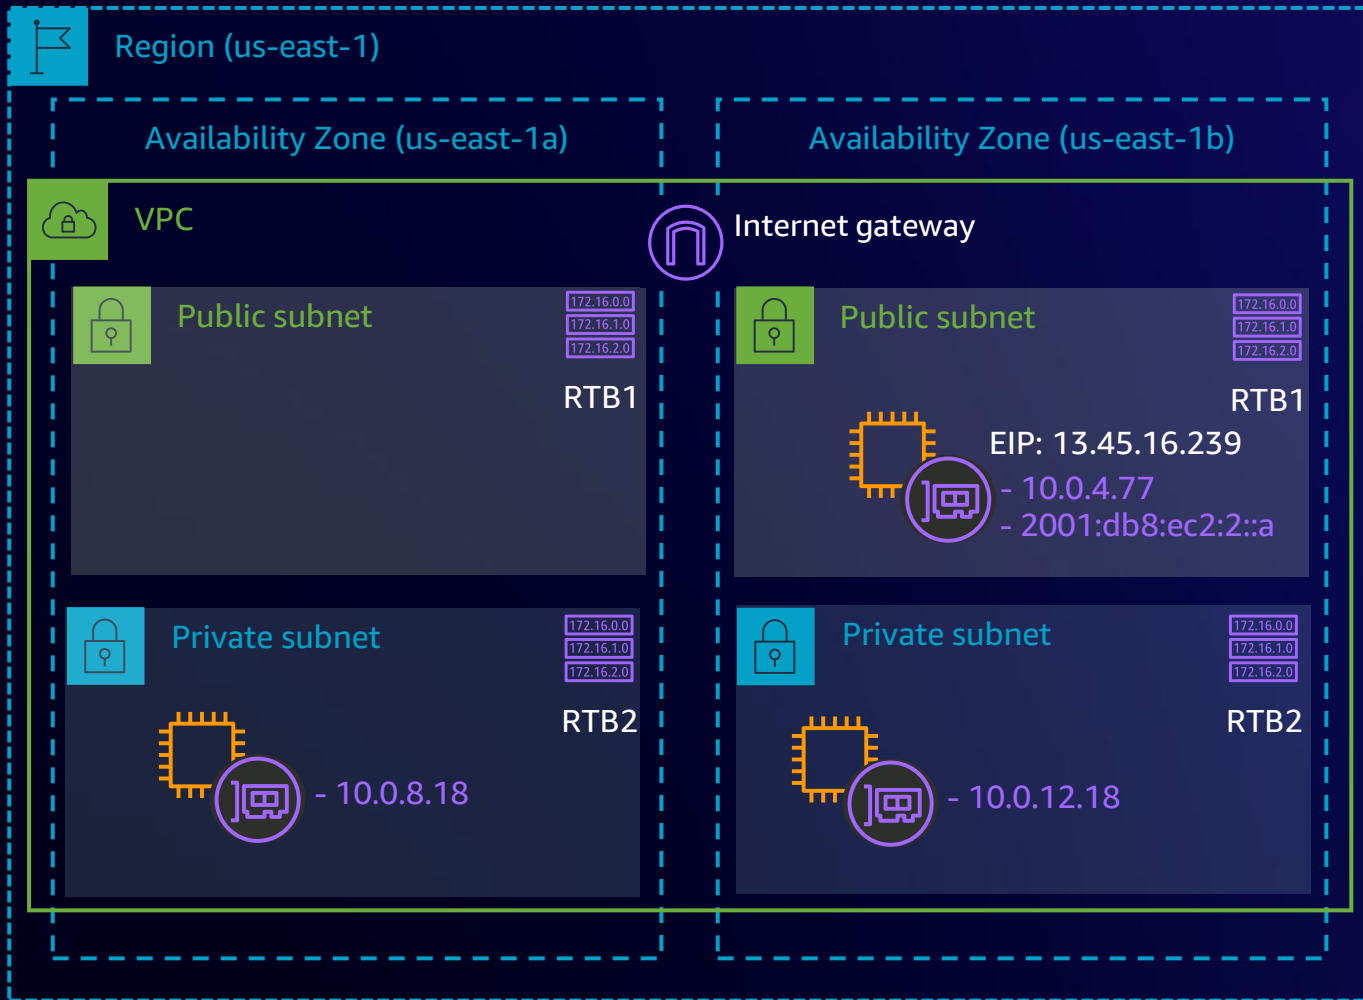 Region (us-east-1)
Availability Zone (us-east-1a)
Availability Zone (us-east-1b)
VPC
Internet gateway
Public subnet
172.16.0.0
172.16.1.0
172.16.2.0
RTB1
Public subnet
172.16.0.0
172.16.1.0
172.16.2.0
RTB1
EIP: 13.45.16.239
- 10.0.4.77
- 2001:db8:ec2:2::a
Private subnet
172.16.0.0
172.16.1.0
172.16.2.0
RTB2
- 10.0.8.18
Private subnet
172.16.0.0
172.16.1.0
172.16.2.0
RTB2
- 10.0.12.18